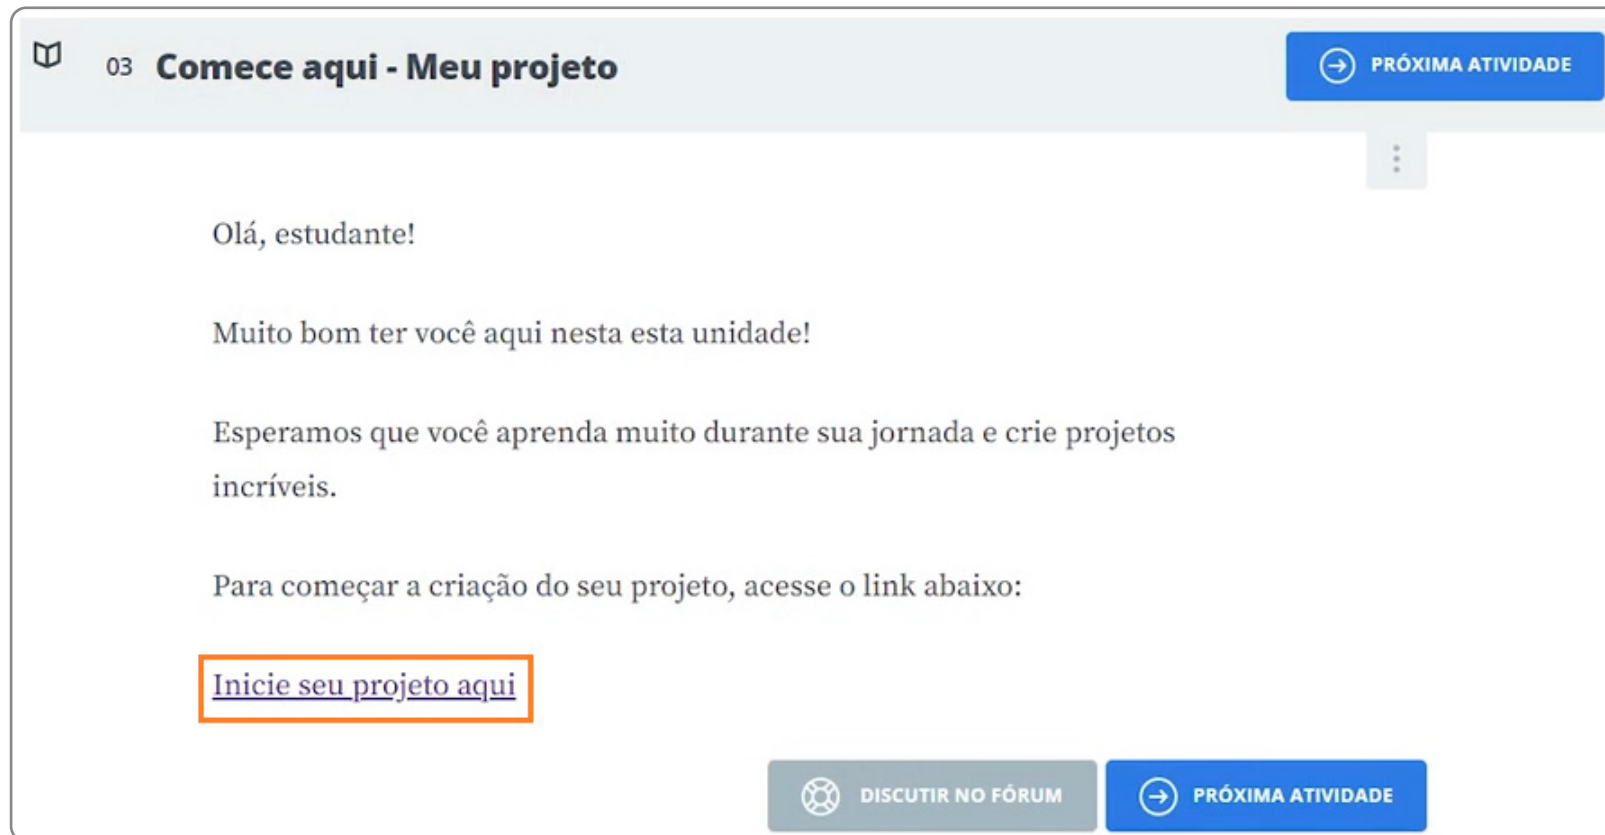 03 Comece aqui - Meu projeto
PRÓXIMA ATIVIDADE
Olá, estudante!
Muito bom ter você aqui nesta esta unidade!
Esperamos que você aprenda muito durante sua jornada e crie projetos
incríveis.
Para começar a criação do seu projeto, acesse o link abaixo:
Inicie seu projeto aqui
DISCUTIR NO FÓRUM
PRÓXIMA ATIVIDADE